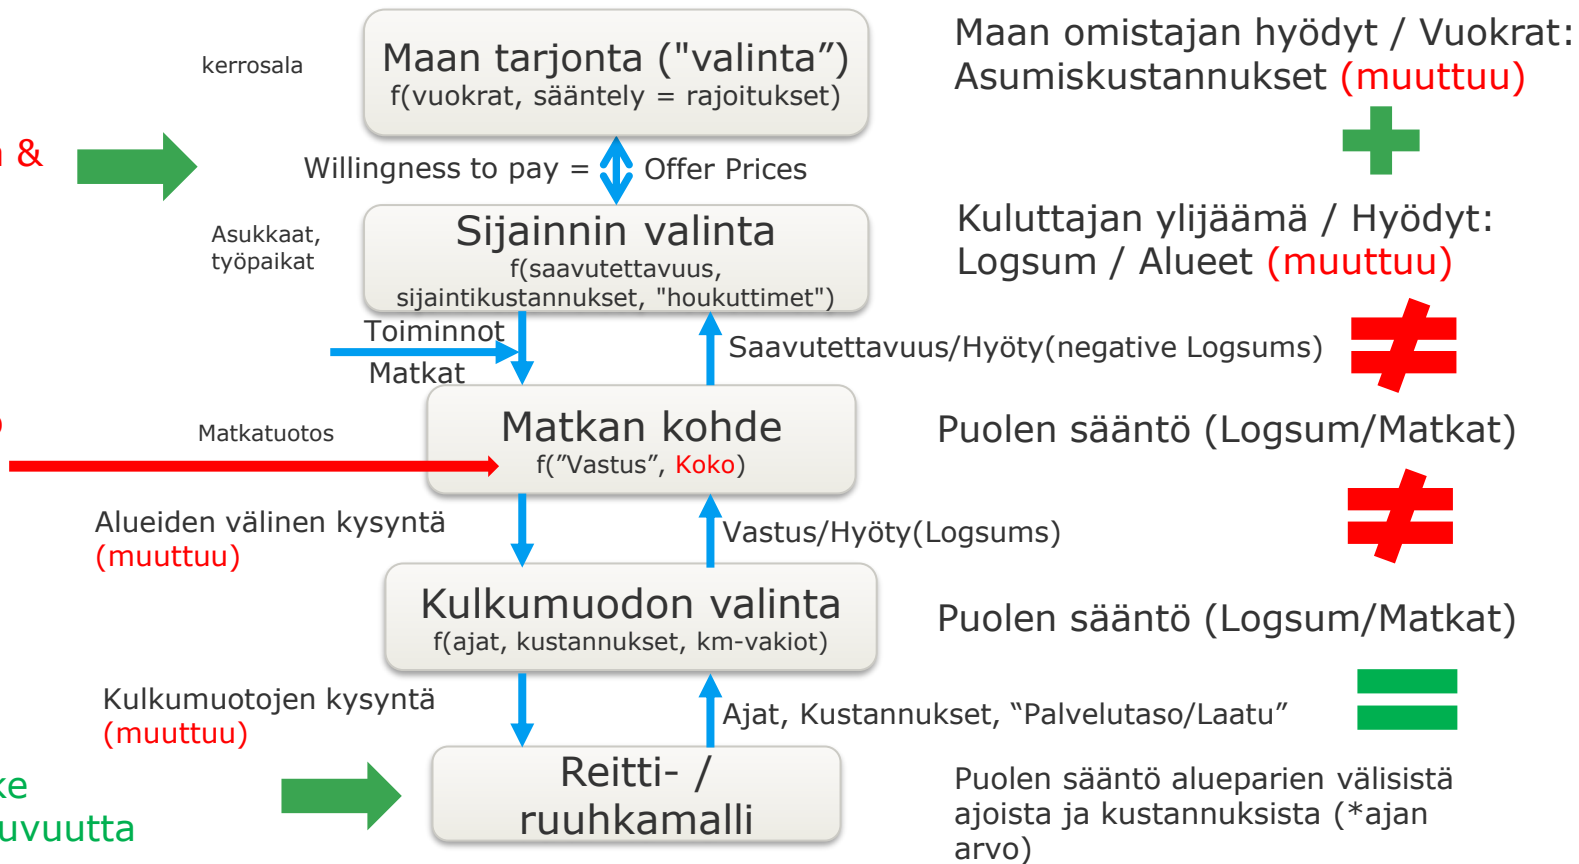 Maan tarjonta ("valinta”)
f(vuokrat, sääntely = rajoitukset)
kerrosala
Maan omistajan hyödyt / Vuokrat:
Asumiskustannukset (muuttuu)
&
Willingness to pay =
Offer Prices
Sijainnin valinta
f(saavutettavuus,
sijaintikustannukset, "houkuttimet")
Asukkaat,
työpaikat
Kuluttajan ylijäämä / Hyödyt:
Logsum / Alueet (muuttuu)
Toiminnot
Matkat
Saavutettavuus/Hyöty(negative Logsums)
Matkan kohde
f(”Vastus”, Koko)
Matkatuotos
Puolen sääntö (Logsum/Matkat)
Alueiden välinen kysyntä
(muuttuu)
Vastus/Hyöty(Logsums)
Kulkumuodon valinta
f(ajat, kustannukset, km-vakiot)
Puolen sääntö (Logsum/Matkat)
Kulkumuotojen kysyntä
(muuttuu)
Ajat, Kustannukset, “Palvelutaso/Laatu”
Reitti- /
ruuhkamalli
ke
uvuutta
Puolen sääntö alueparien välisistä
ajoista ja kustannuksista (*ajan
arvo)